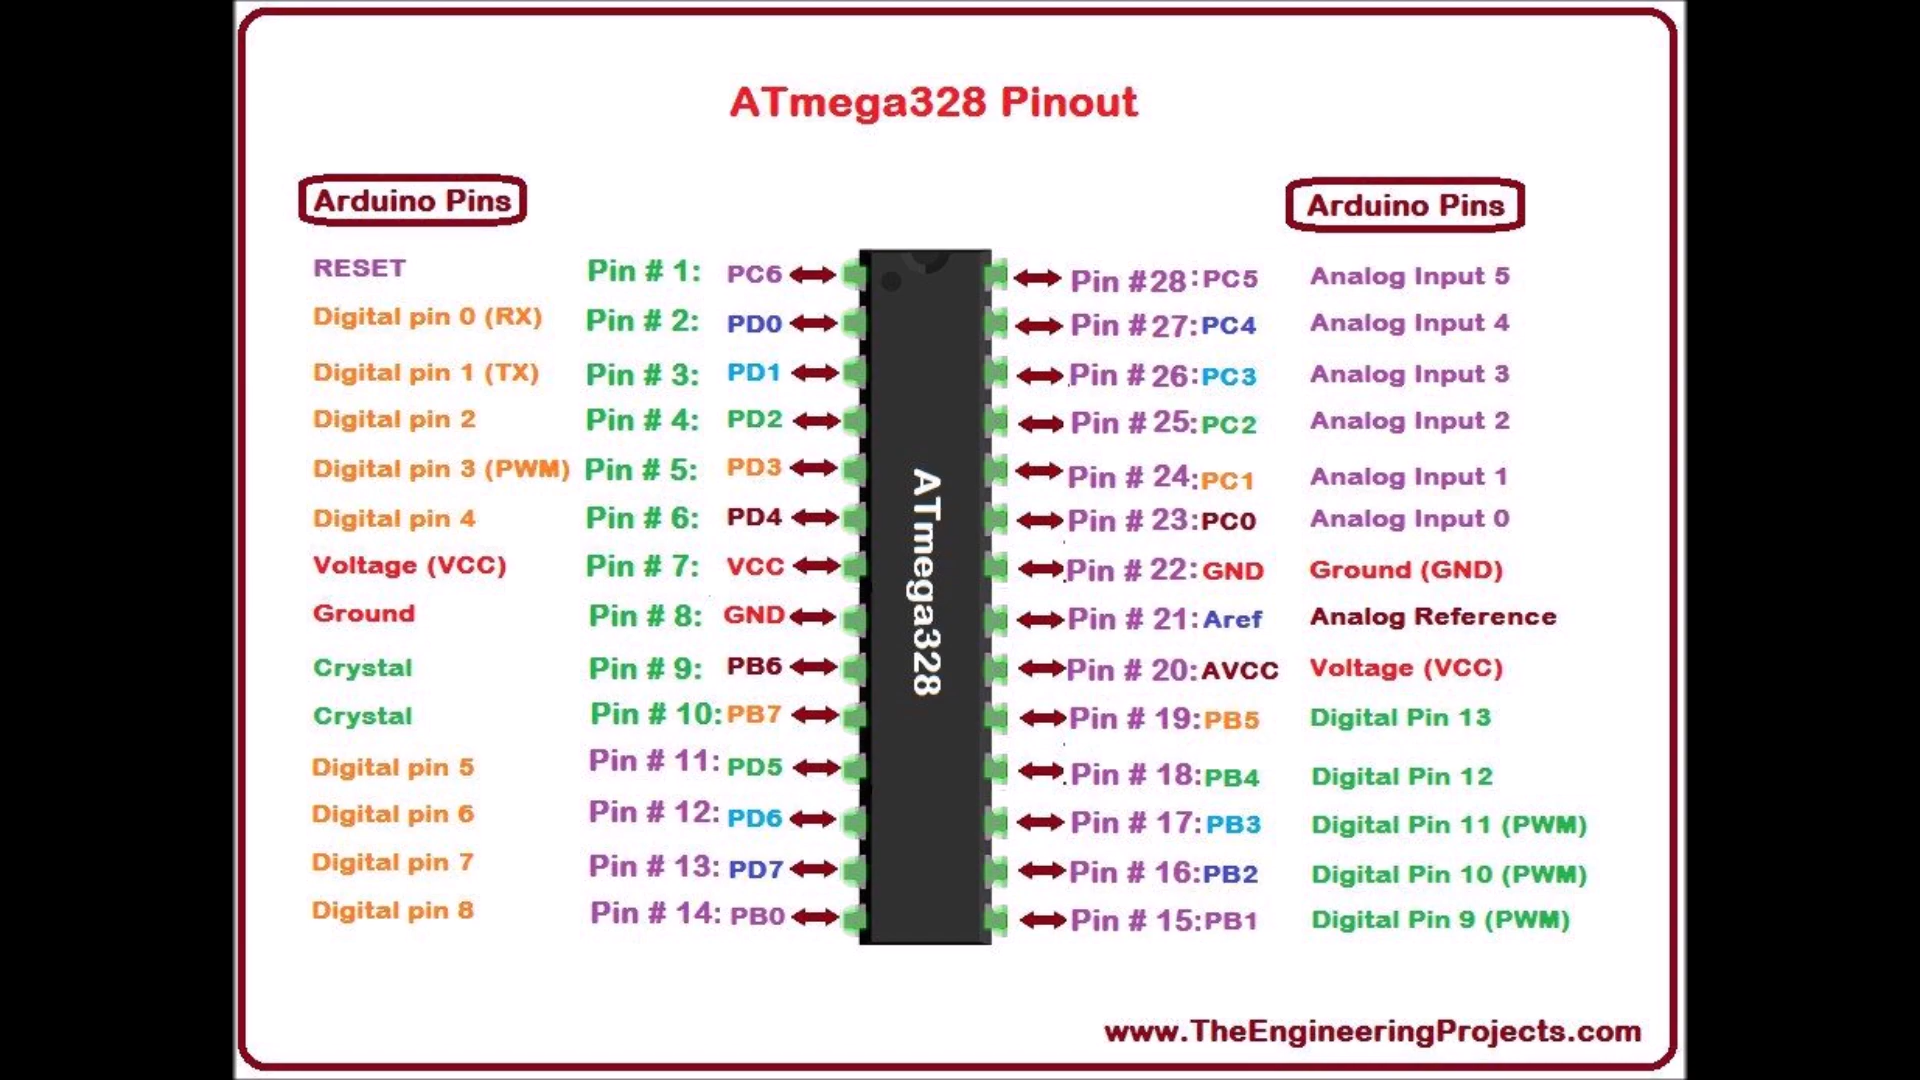 ATmega328 Pinout
Arduino Pins Arduino Pins
RESET Pin # 1: PC6 Pin #28:PC5 Analog Input 5
Digital pin 0 (RX) Pin # 2: PD0 Pin #27:PC4 Analog Input 4
Digital pin 1 (TX) Pin # 3: PD1 Pin #26:PC3 Analog Input 3
Digital pin 2 Pin # 4: PD2 Pin # 25:PC2 Analog Input 2
Digital pin 3 (PWM) Pin # 5: PD3 Pin # 24:PC1 Analog Input 1
Digital pin 4 Pin # 6: PD4 Pin # 23:PC0 Analog Input 0
Voltage (VCC) Pin # 7: VCC Pin # 22:GND Ground (GND)
Ground Pin # 8: GND Pin # 21:Aref Analog Reference
Crystal Pin # 9: PB6 Pin # 20:AVCC Voltage (VCC)
Crystal Pin # 10:PB7 Pin # 19:PB5 Digital Pin 13
Digital pin 5 Pin # 11: PD5 Pin # 18:PB4 Digital Pin 12
Digital pin 6 Pin # 12: PD6 Pin # 17:PB3 Digital Pin 11 (PWM)
Digital pin 7 Pin # 13: PD7 Pin # 16:PB2 Digital Pin 10 (PWM)
Digital pin 8 Pin # 14: PB0 Pin # 15:PB1 Digital Pin 9 (PWM)
ATmega328
www.TheEngineeringProjects.com